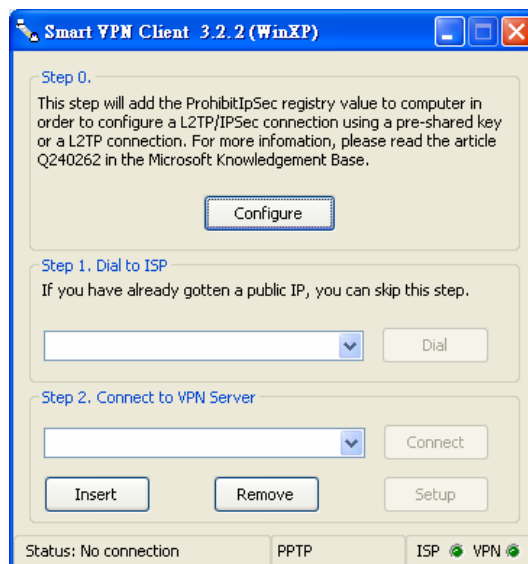 Smart VPN Client 3.2.2 (WinXP)
Step 0.
This step will add the ProhibitIpSec registry value to computer in
order to configure a L2TP/IPSec connection using a pre-shared key
or a L2TP connection. For more infomation, please read the article
Q240262 in the Microsoft Knowledgement Base.
Configure
Step 1. Dial to ISP
If you have already gotten a public IP, you can skip this step.
Dial
Step 2. Connect to VPN Server
Connect
Insert Remove Setup
Status: No connection PPTP ISP VPN